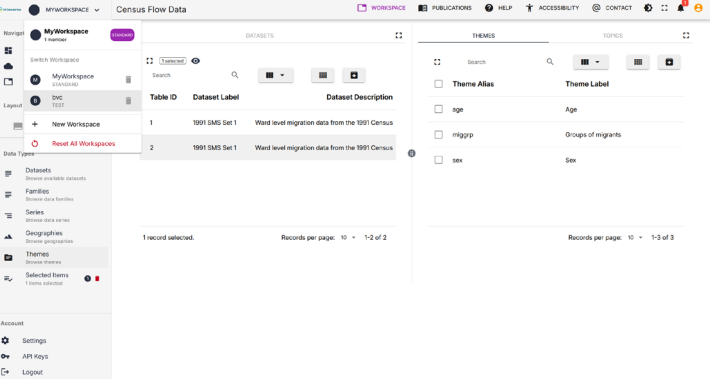 MYWORKSPACE
Census Flow Data
WORKSPACE
PUBLICATIONS
HELP
ACCESSIBILITY
CONTACT
MyWorkspace
1 member
STANDARD
Switch Workspace
M
MyWorkspace
STANDARD
B
TEST
New Workspace
Reset All Workspaces
Navigat
Layout
Data Types
Datasets
Browse available datasets
Families
Browse data families
Series
Browse data series
Geographies
Browse geographies
Themes
Browse themes
Selected Items
1 items selected
1
Account
Settings
API Keys
Logout
DATASETS
1 selected
Search
Table ID Dataset Label Dataset Description
1 1991 SMS Set 1 Ward level migration data from the 1991 Census
2 1991 SMS Set 1 Ward level migration data from the 1991 Census
1 record selected. Records per page: 10 1-2 of 2
THEMES TOPICS
Search
Theme Alias Theme Label
age Age
miggrp Groups of migrants
sex Sex
Records per page: 10 1-3 of 3